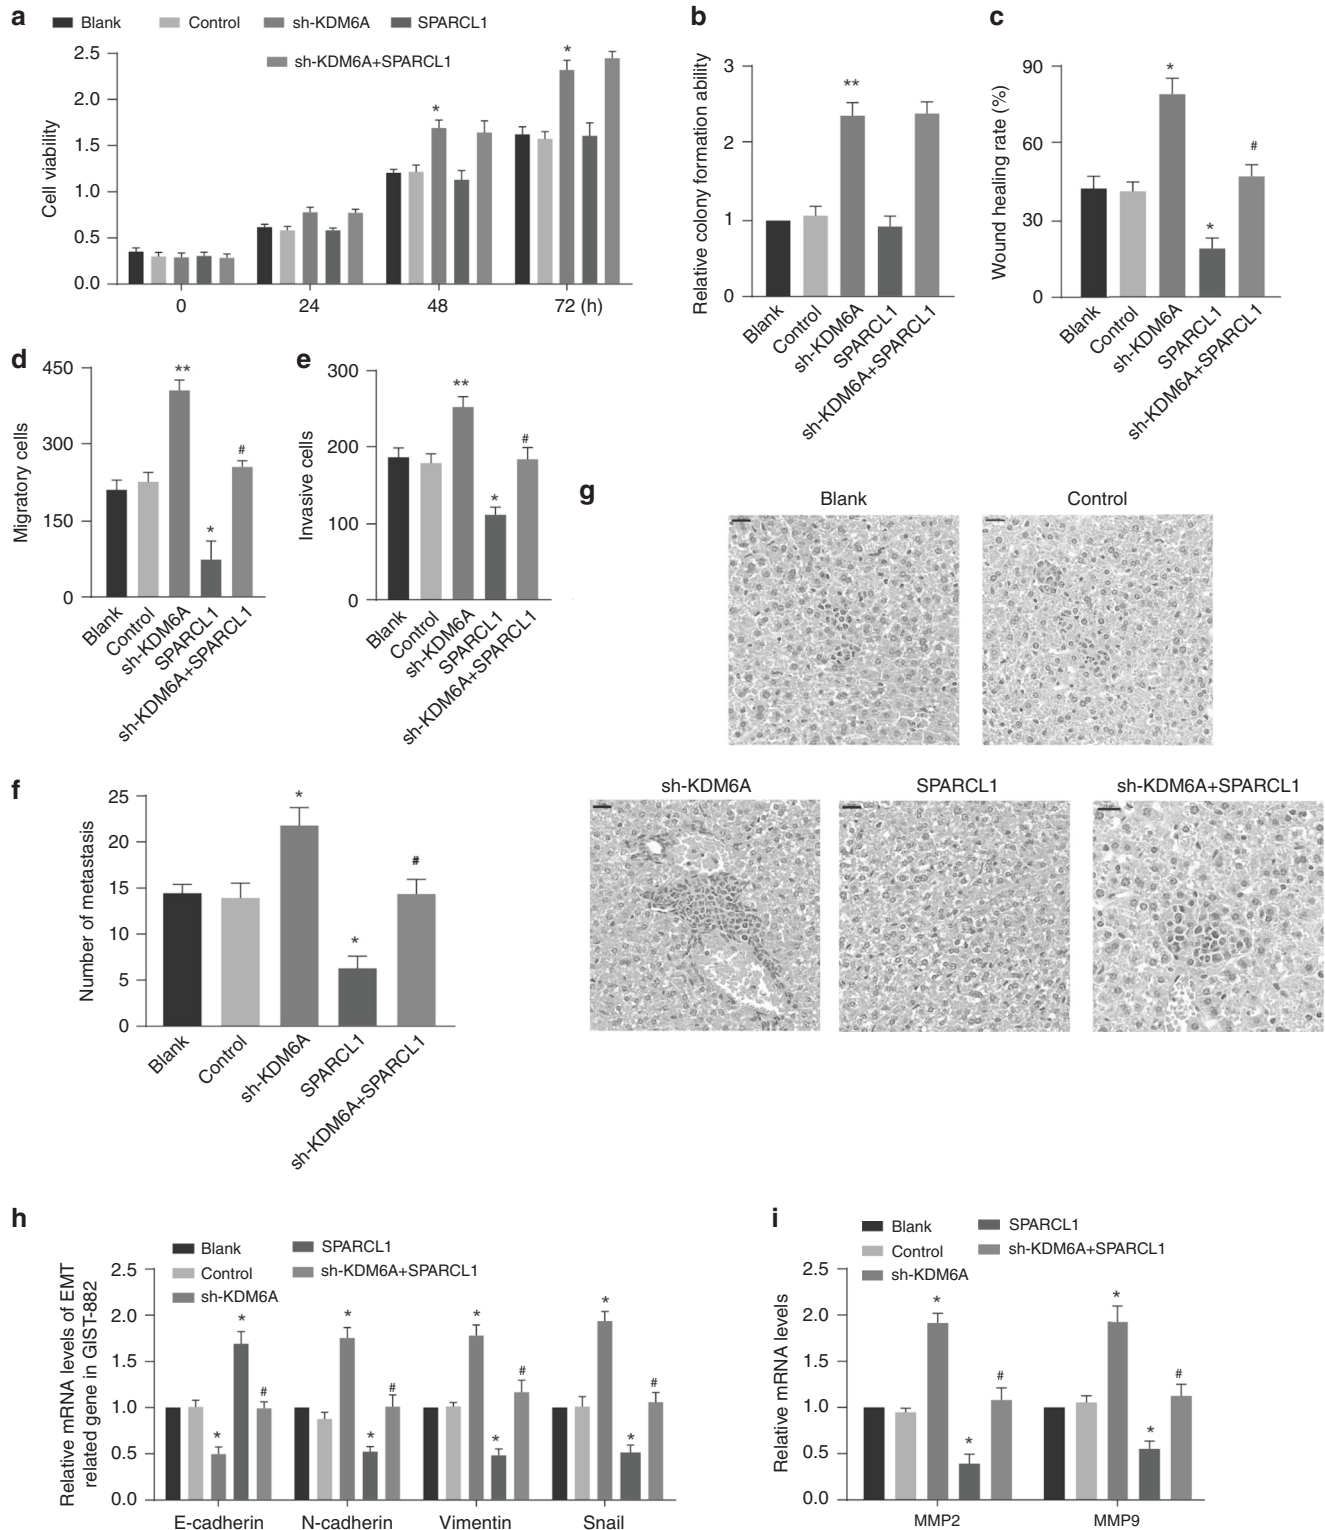 a
Blank
Control
sh-KDM6A
SPARCL1
sh-KDM6A+SPARCL1
Cell viability
2.5
2.0
1.5
1.0
0.5
0.0
*
*
0
24
48
72 (h)
b
Relative colony formation ability
3
2
1
0
**
Blank
Control
sh-KDM6A
SPARCL1
sh-KDM6A+SPARCL1
c
Wound healing rate (%)
90
60
30
0
*
*
#
Blank
Control
sh-KDM6A
SPARCL1
sh-KDM6A+SPARCL1
d
Migratory cells
450
300
150
0
**
*
#
Blank
Control
sh-KDM6A
SPARCL1
sh-KDM6A+SPARCL1
e
Invasive cells
300
200
100
0
**
*
#
Blank
Control
sh-KDM6A
SPARCL1
sh-KDM6A+SPARCL1
g
Blank
Control
sh-KDM6A
SPARCL1
sh-KDM6A+SPARCL1
f
Number of metastasis
25
20
15
10
5
0
*
*
#
Blank
Control
sh-KDM6A
SPARCL1
sh-KDM6A+SPARCL1
h
Blank
Control
sh-KDM6A
SPARCL1
sh-KDM6A+SPARCL1
Relative mRNA levels of EMT
related gene in GIST-882
2.5
2.0
1.5
1.0
0.5
0.0
*
*
#
*
*
#
*
*
#
*
*
#
E-cadherin
N-cadherin
Vimentin
Snail
i
Blank
Control
sh-KDM6A
SPARCL1
sh-KDM6A+SPARCL1
Relative mRNA levels
2.5
2.0
1.5
1.0
0.5
0.0
*
*
#
*
*
#
MMP2
MMP9